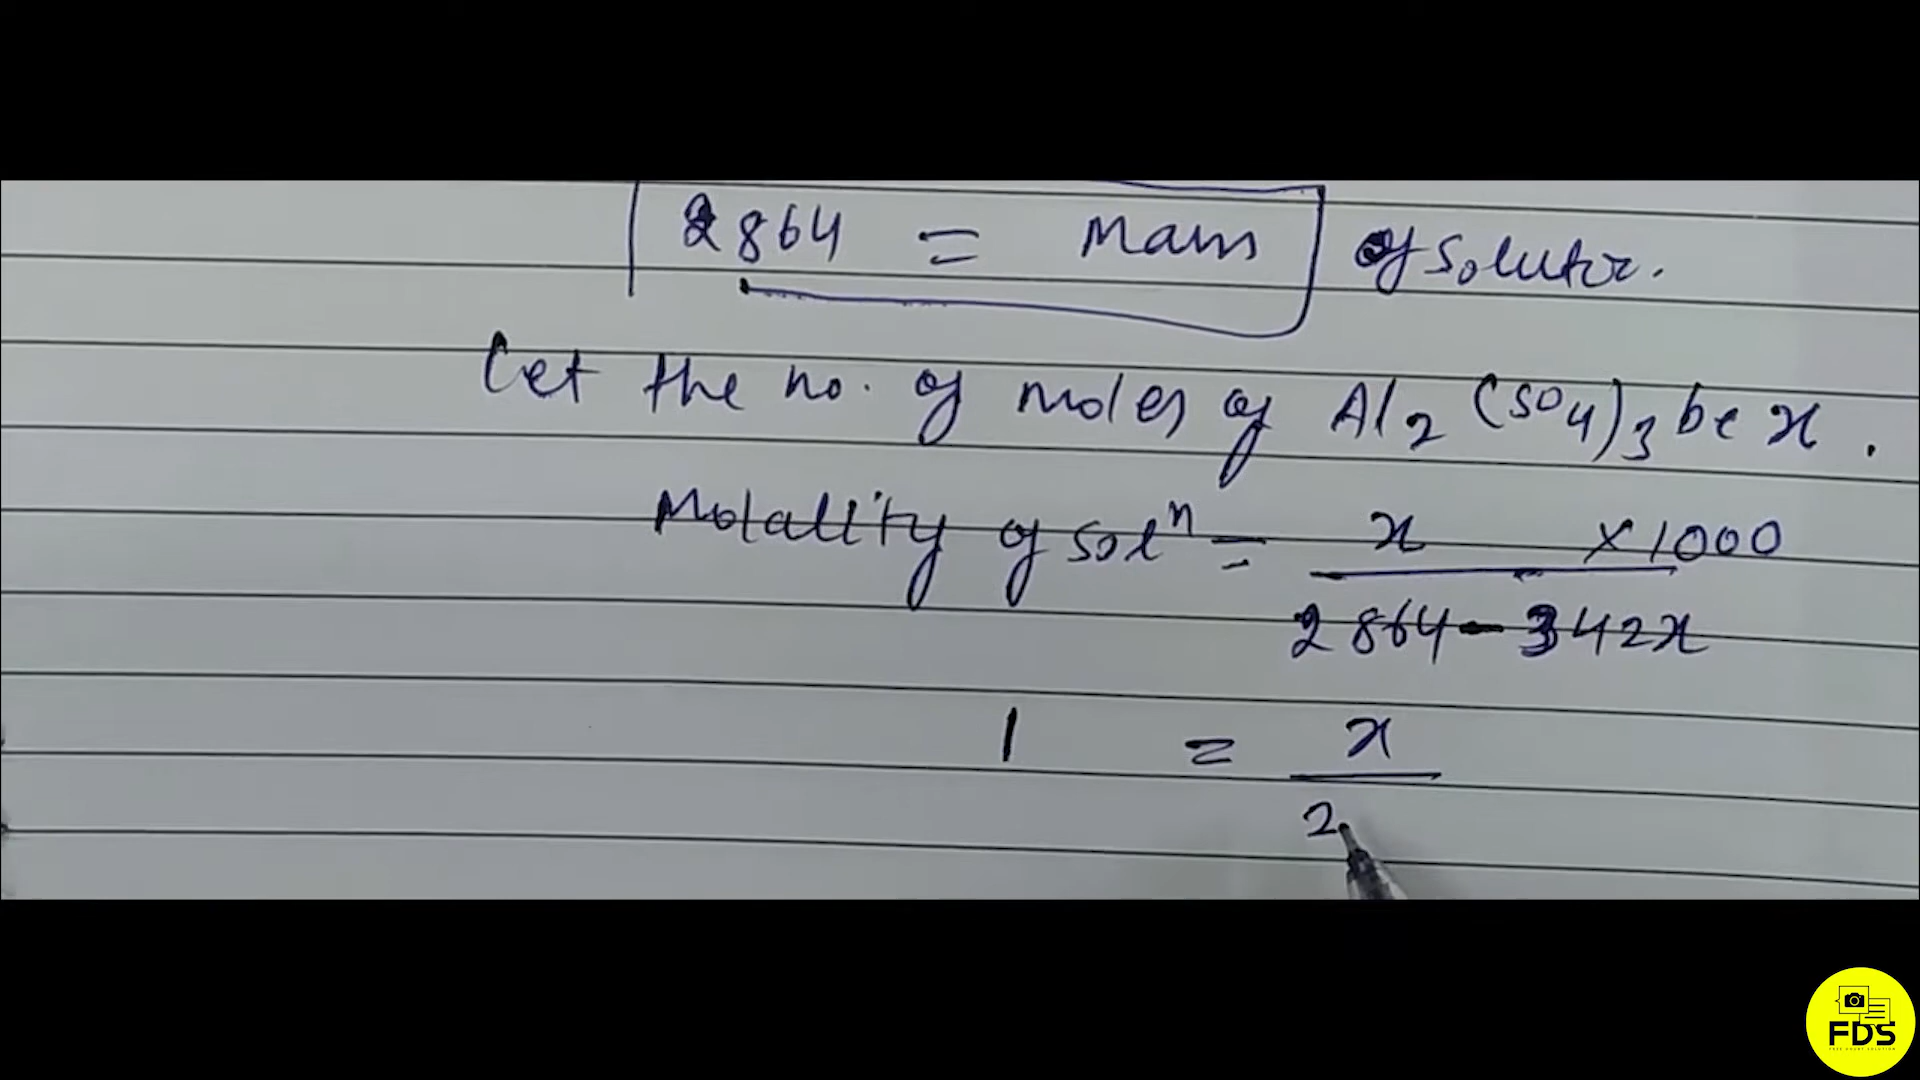 2864 = Mass of Solution.
Let the no. of moles of Al2 (SO4)3 be x.
Molality of solⁿ = x × 1000
2864 - 342x
1 = x
2
FDS